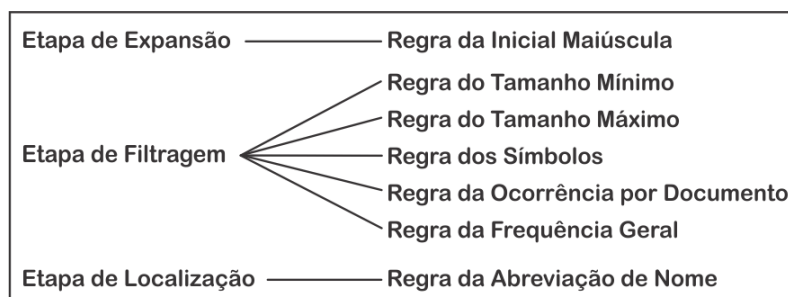 Etapa de Expansão Regra da Inicial Maiúscula
Regra do Tamanho Mínimo
Regra do Tamanho Máximo
Etapa de Filtragem Regra dos Símbolos
Regra da Ocorrência por Documento
Regra da Frequência Geral
Etapa de Localização Regra da Abreviação de Nome